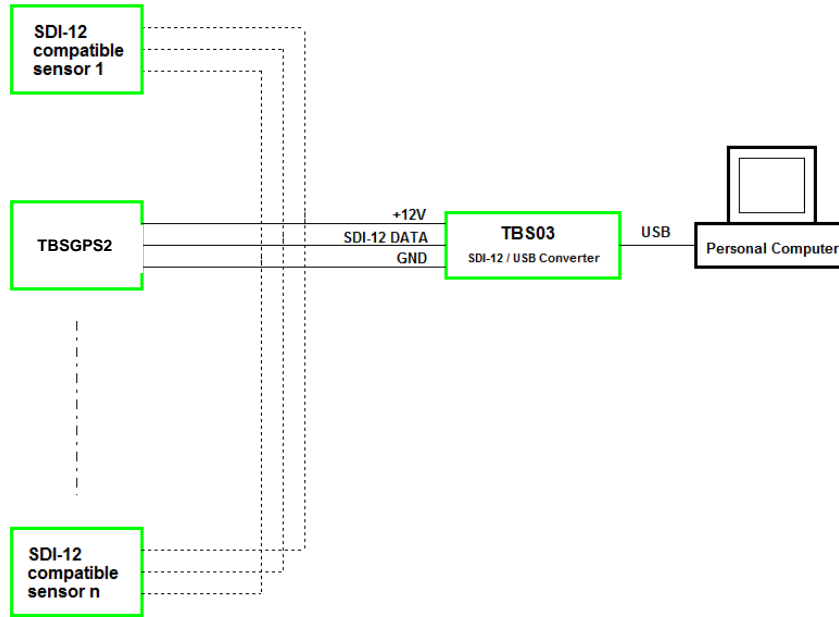 SDI-12
compatible
sensor 1
TBSGPS2
+12V
SDI-12 DATA
GND
TBS03
SDI-12 / USB Converter
USB
Personal Computer
SDI-12
compatible
sensor n